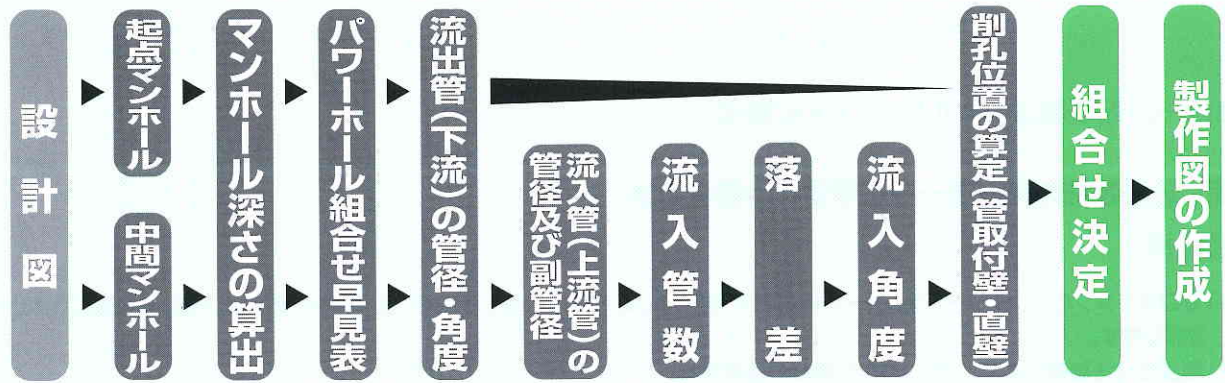 設計図
起点マンホール
中間マンホール
マンホール深さの算出
パワーホール組合せ早見表
流出管(下流)の管径・角度
流入管(上流管)の
管径及び副管径
流入管数
落差
流入角度
削孔位置の算定(管取付壁・直壁)
組合せ決定
製作図の作成